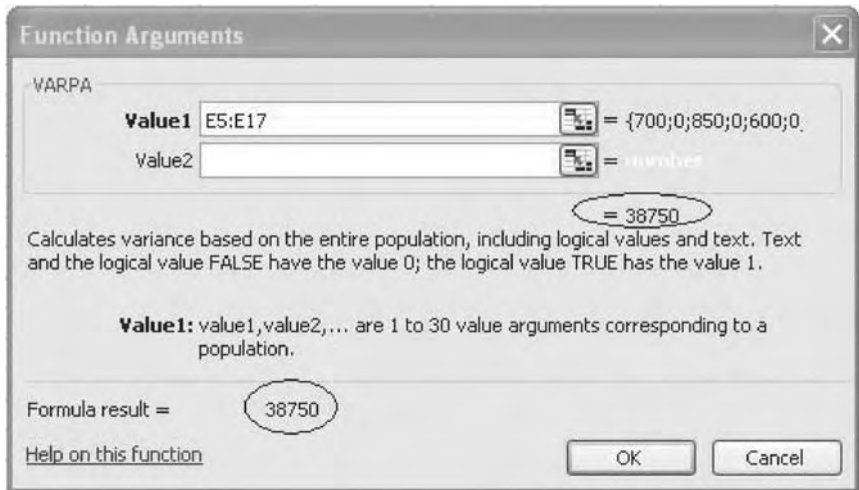 Function Arguments
VARPA
Value1 E5:E17 = {700;0;850;0;600;0
Value2 = number
= 38750
Calculates variance based on the entire population, including logical values and text. Text
and the logical value FALSE have the value 0; the logical value TRUE has the value 1.
Value1: value1,value2,... are 1 to 30 value arguments corresponding to a
population.
Formula result = 38750
Help on this function
OK Cancel